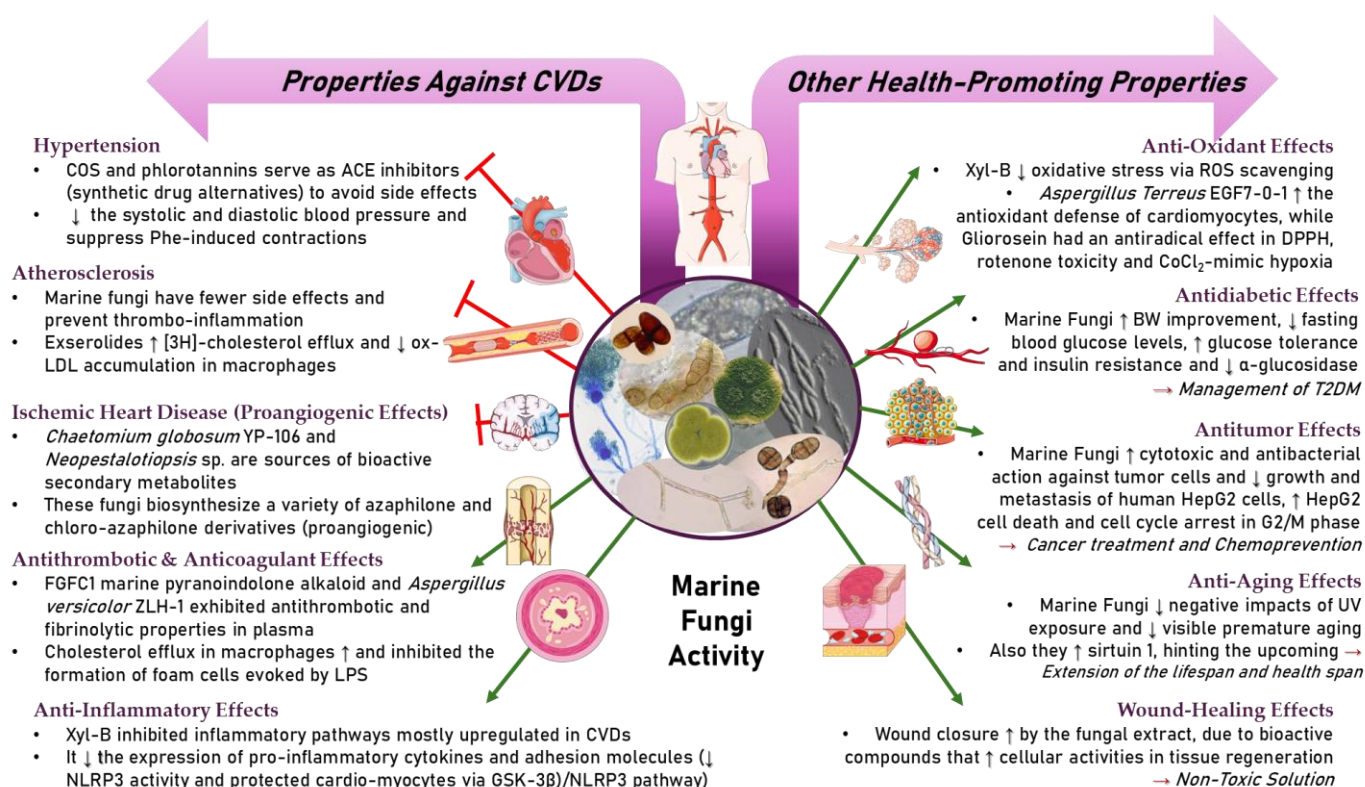 Properties Against CVDs
Other Health-Promoting Properties
Hypertension
• COS and phlorotannins serve as ACE inhibitors
(synthetic drug alternatives) to avoid side effects
• ↓ the systolic and diastolic blood pressure and
suppress Phe-induced contractions
Atherosclerosis
• Marine fungi have fewer side effects and
prevent thrombo-inflammation
• Exserolides ↑ [3H]-cholesterol efflux and ↓ ox-
LDL accumulation in macrophages
Ischemic Heart Disease (Proangiogenic Effects)
• Chaetomium globosum YP-106 and
Neopestalotiopsis sp. are sources of bioactive
secondary metabolites
• These fungi biosynthesize a variety of azaphilone and
chloro-azaphilone derivatives (proangiogenic)
Antithrombotic & Anticoagulant Effects
• FGFC1 marine pyranoindolone alkaloid and Aspergillus
versicolor ZLH-1 exhibited antithrombotic and
fibrinolytic properties in plasma
• Cholesterol efflux in macrophages ↑ and inhibited the
formation of foam cells evoked by LPS
Anti-Inflammatory Effects
• Xyl-B inhibited inflammatory pathways mostly upregulated in CVDs
• It ↓ the expression of pro-inflammatory cytokines and adhesion molecules (↓
NLRP3 activity and protected cardio-myocytes via GSK-3β)/NLRP3 pathway)
Marine
Fungi
Activity
Anti-Oxidant Effects
• Xyl-B ↓ oxidative stress via ROS scavenging
• Aspergillus Terreus EGF7-0-1 ↑ the
antioxidant defense of cardiomyocytes, while
Gliorosein had an antiradical effect in DPPH,
rotenone toxicity and CoCl₂-mimic hypoxia
Antidiabetic Effects
• Marine Fungi ↑ BW improvement, ↓ fasting
blood glucose levels, ↑ glucose tolerance
and insulin resistance and ↓ α-glucosidase
→ Management of T2DM
Antitumor Effects
• Marine Fungi ↑ cytotoxic and antibacterial
action against tumor cells and ↓ growth and
metastasis of human HepG2 cells, ↑ HepG2
cell death and cell cycle arrest in G2/M phase
→ Cancer treatment and Chemoprevention
Anti-Aging Effects
• Marine Fungi ↓ negative impacts of UV
exposure and ↓ visible premature aging
• Also they ↑ sirtuin 1, hinting the upcoming →
Extension of the lifespan and health span
Wound-Healing Effects
• Wound closure ↑ by the fungal extract, due to bioactive
compounds that ↑ cellular activities in tissue regeneration
→ Non-Toxic Solution